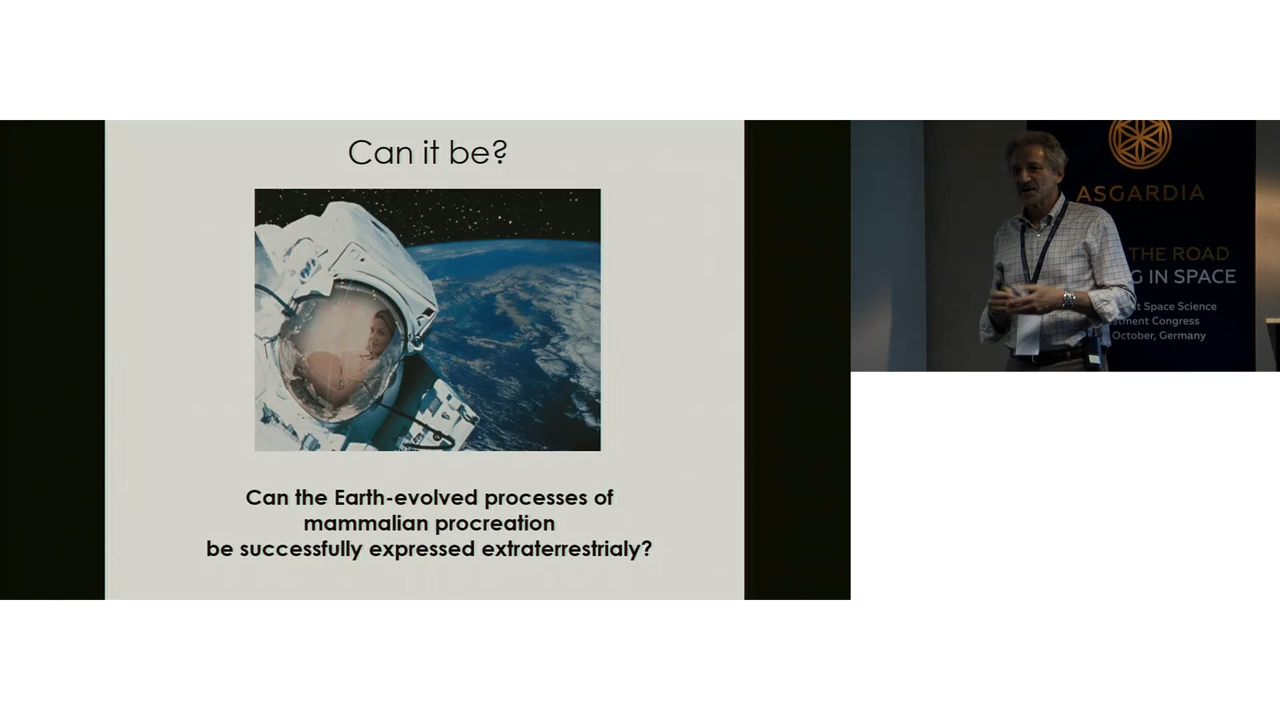 Can it be?
Can the Earth-evolved processes of
mammalian procreation
be successfully expressed extraterrestrialy?
ASGARDIA
THE ROAD
G IN SPACE
t Space Science
tment Congress
October, Germany